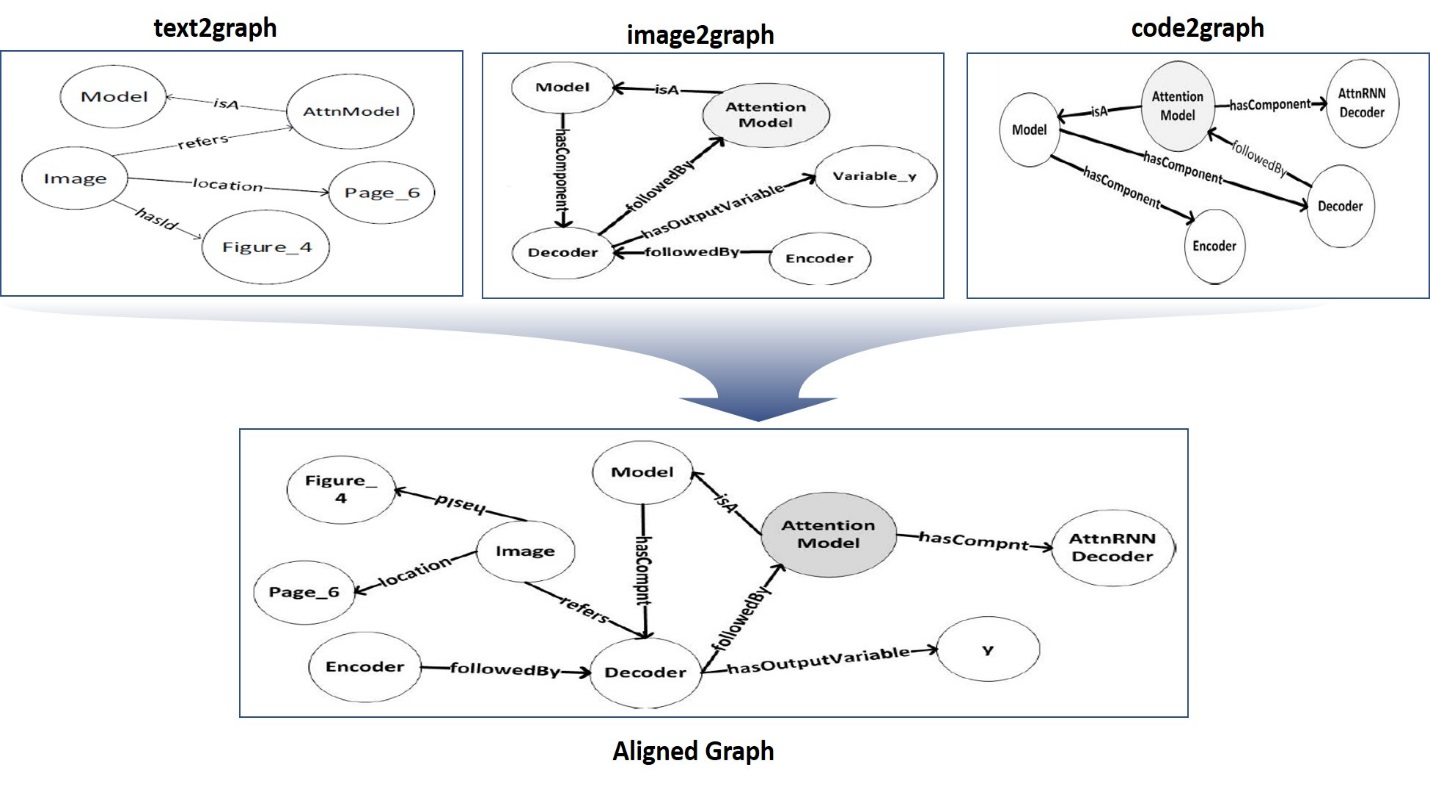 text2graph
Model
isA
AttnModel
refers
Image
location
Page_6
hasId
Figure_4
image2graph
Model
isA
Attention
Model
hasComponent
followedBy
Variable_y
hasOutputVariable
Decoder
followedBy
Encoder
code2graph
Model
isA
Attention
Model
hasComponent
AttnRNN
Decoder
followedBy
hasComponent
hasComponent
Decoder
Encoder
Figure_
4
hasId
Image
location
Page_6
refers
Model
isA
hasCompnt
Attention
Model
hasCompnt
AttnRNN
Decoder
followedBy
Encoder
followedBy
Decoder
hasOutputVariable
y
Aligned Graph